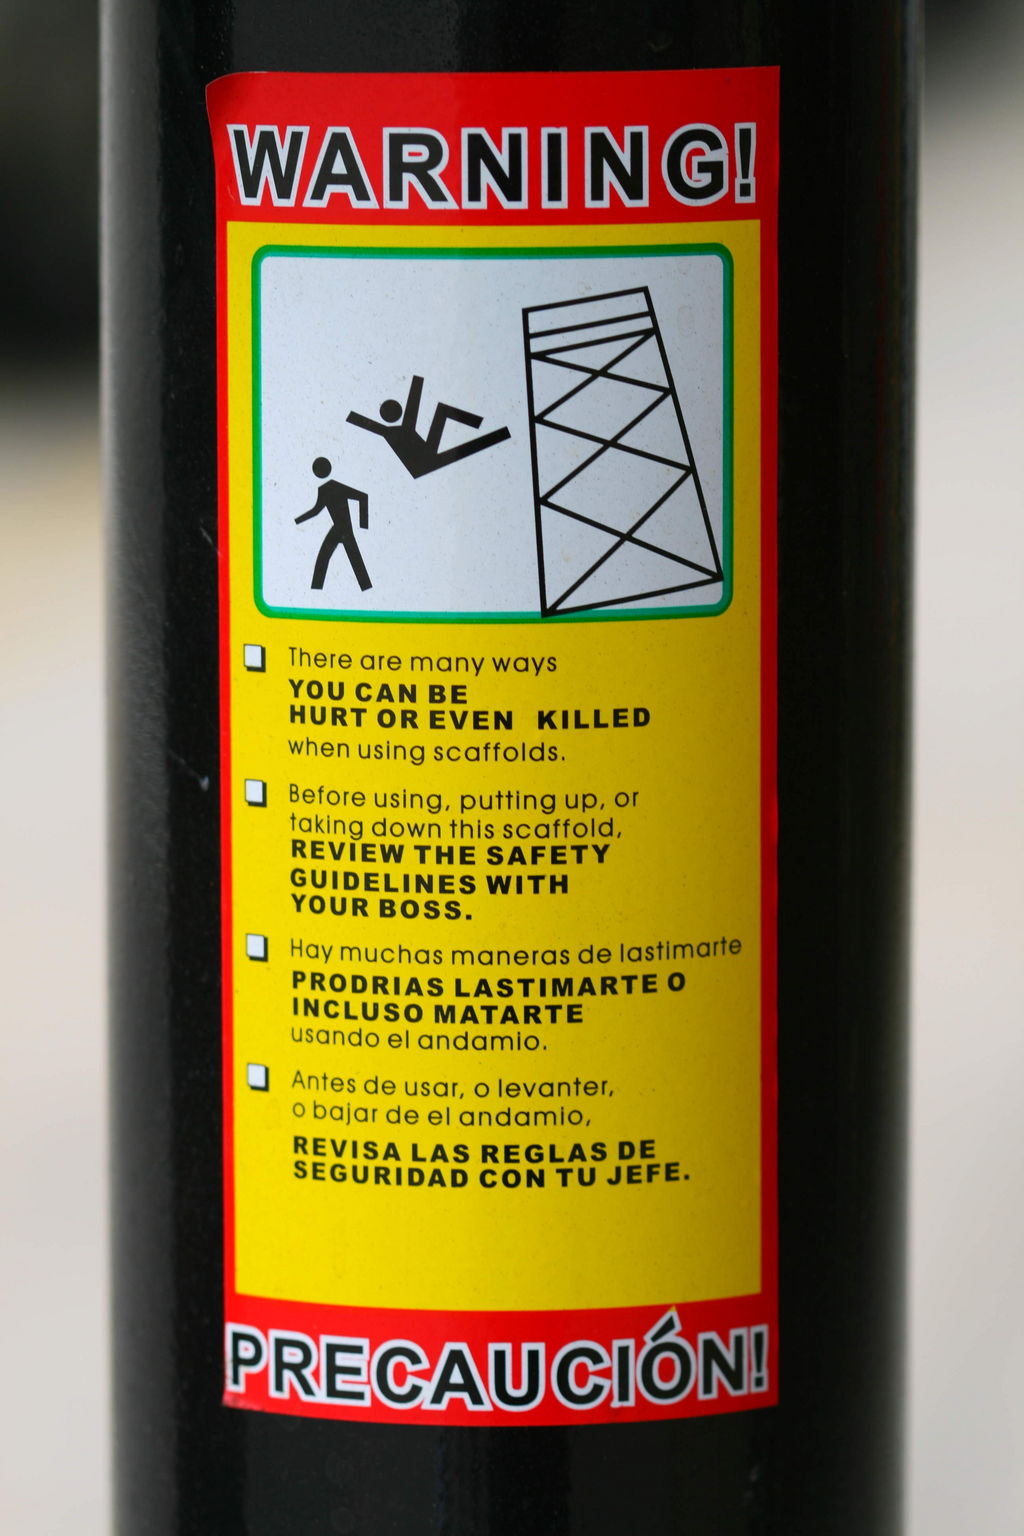 WARNING!
There are many ways
YOU CAN BE
HURT OR EVEN KILLED
when using scaffolds.
Before using, putting up, or
taking down this scaffold,
REVIEW THE SAFETY
GUIDELINES WITH
YOUR BOSS.
Hay muchas maneras de lastimarte
PRODRIAS LASTIMARTE O
INCLUSO MATARTE
usando el andamio.
Antes de usar, o levanter,
o bajar de el andamio,
REVISA LAS REGLAS DE
SEGURIDAD CON TU JEFE.
PRECAUCIÓN!